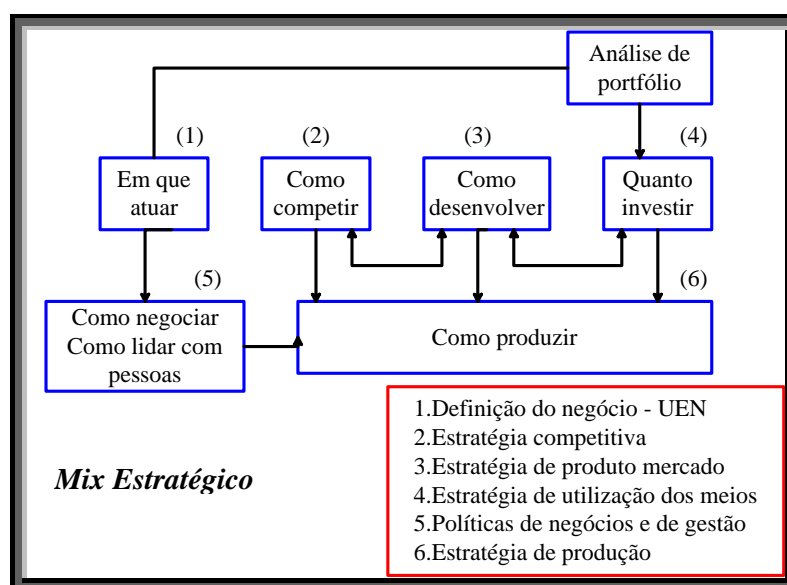 Análise de
portfólio
(1)
(2)
(3)
(4)
Em que
atuar
Como
competir
Como
desenvolver
Quanto
investir
(5)
(6)
Como negociar
Como lidar com
pessoas
Como produzir
1.Definição do negócio - UEN
2.Estratégia competitiva
3.Estratégia de produto mercado
4.Estratégia de utilização dos meios
5.Políticas de negócios e de gestão
6.Estratégia de produção
Mix Estratégico